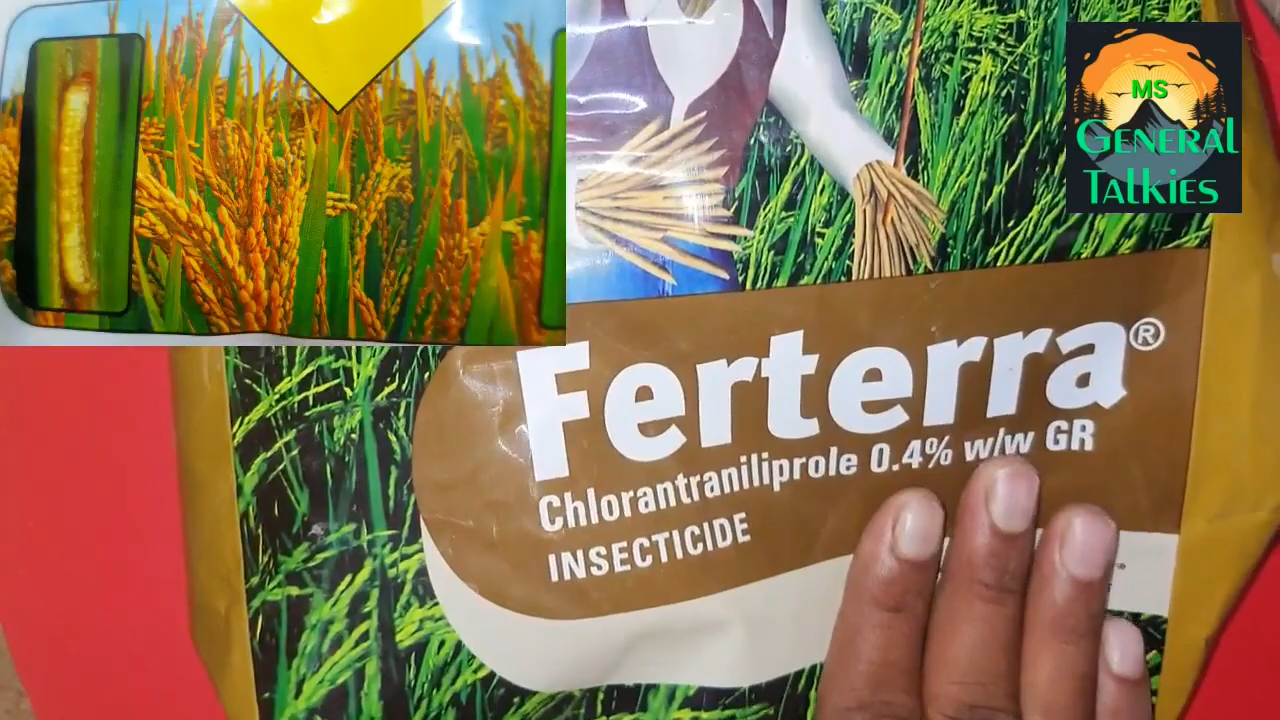 MS
GENERAL
TALKIES
Ferterra®
Chlorantraniliprole 0.4% w/w GR
INSECTICIDE